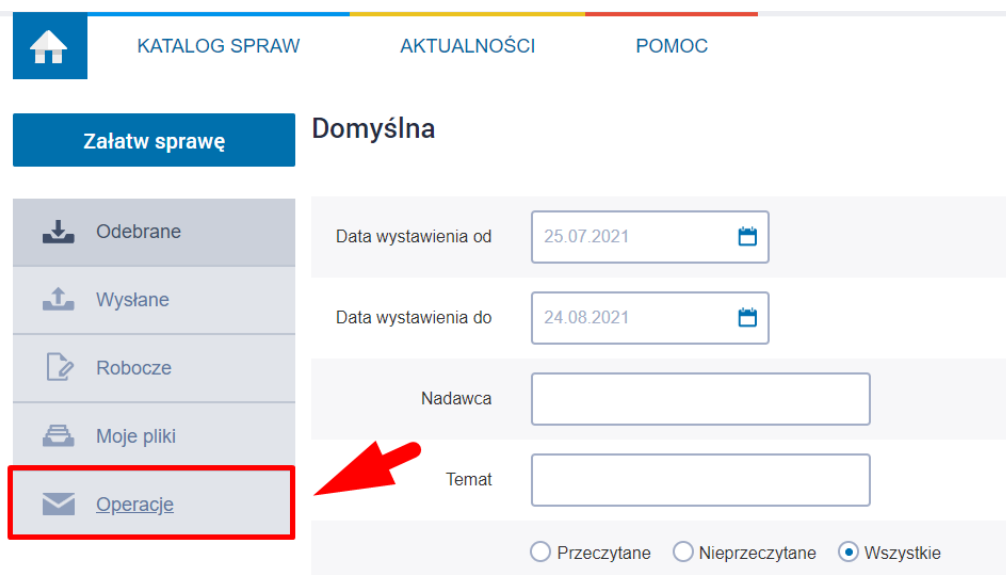 KATALOG SPRAW AKTUALNOŚCI POMOC
Załatw sprawę
Domyślna
Odebrane
Wysłane
Robocze
Moje pliki
Operacje
Data wystawienia od 25.07.2021
Data wystawienia do 24.08.2021
Nadawca
Temat
Przeczytane Nieprzeczytane Wszystkie